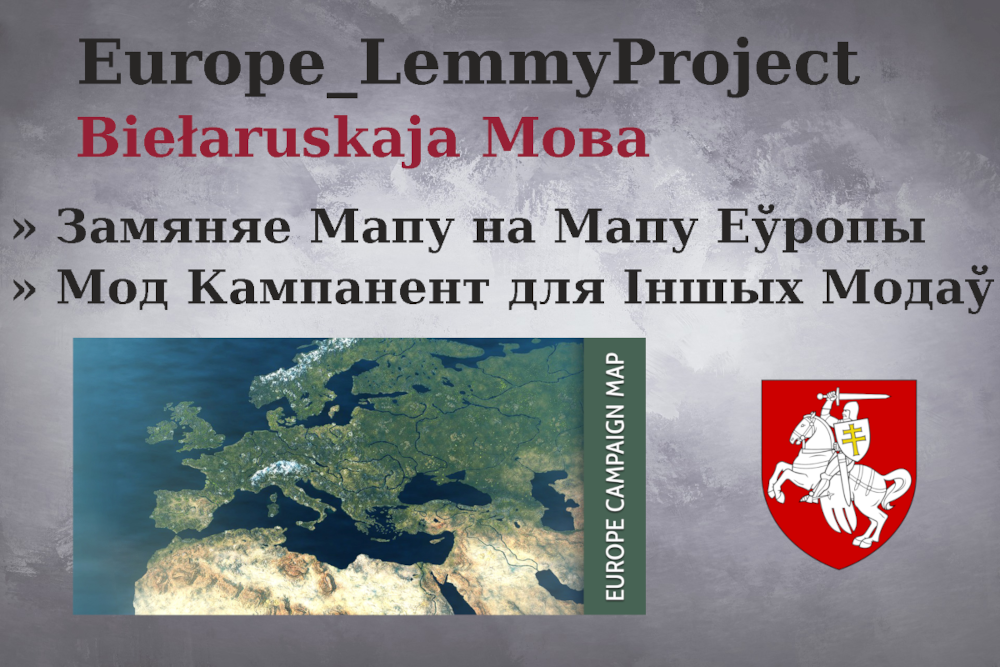 Europe_LemmyProject
Biełaruskaja Мова
» Замяняе Мапу на Мапу Еўропы
» Мод Кампанент для Іншых Модаў
EUROPE CAMPAIGN MAP